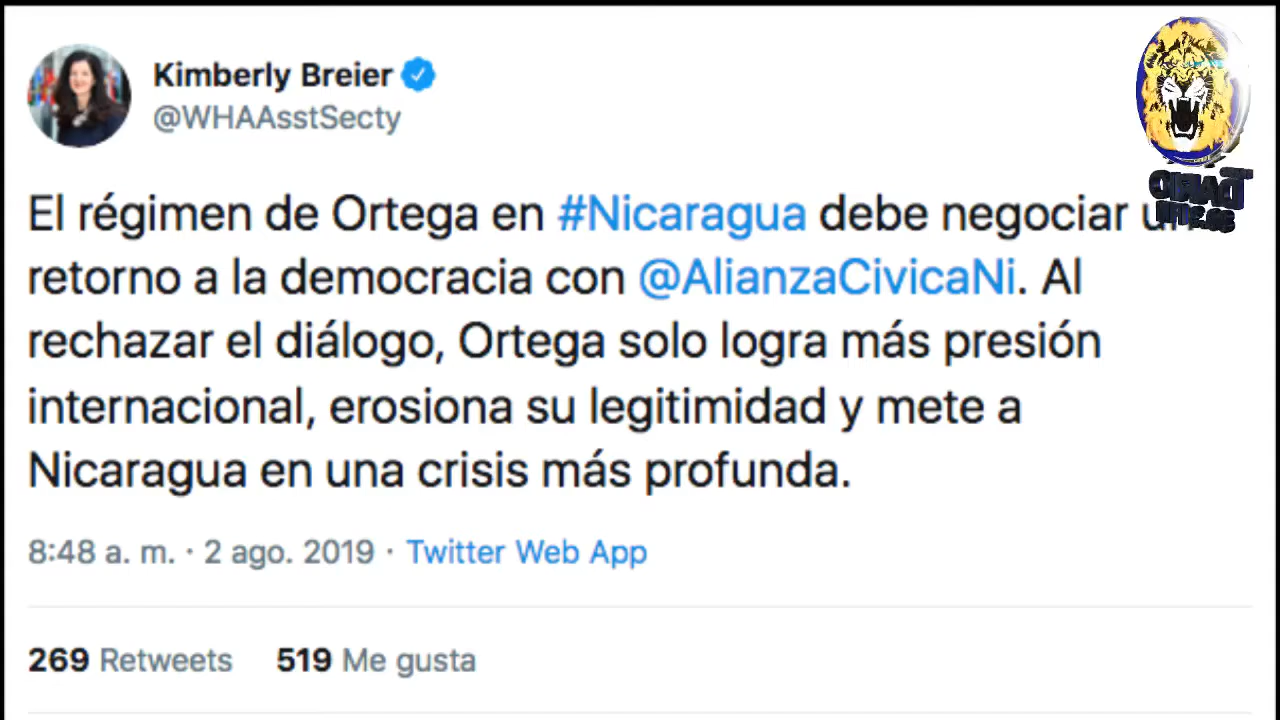 Kimberly Breier
@WHAAsstSecty
El régimen de Ortega en #Nicaragua debe negociar
retorno a la democracia con @AlianzaCivicaNi. Al
rechazar el diálogo, Ortega solo logra más presión
internacional, erosiona su legitimidad y mete a
Nicaragua en una crisis más profunda.
8:48 a. m. · 2 ago. 2019 · Twitter Web App
269 Retweets 519 Me gusta